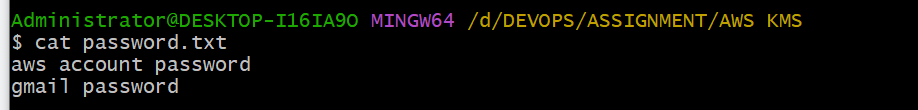 Administrator@DESKTOP-I16IA9O MINGW64 /d/DEVOPS/ASSIGNMENT/AWS KMS
$ cat password.txt
aws account password
gmail password